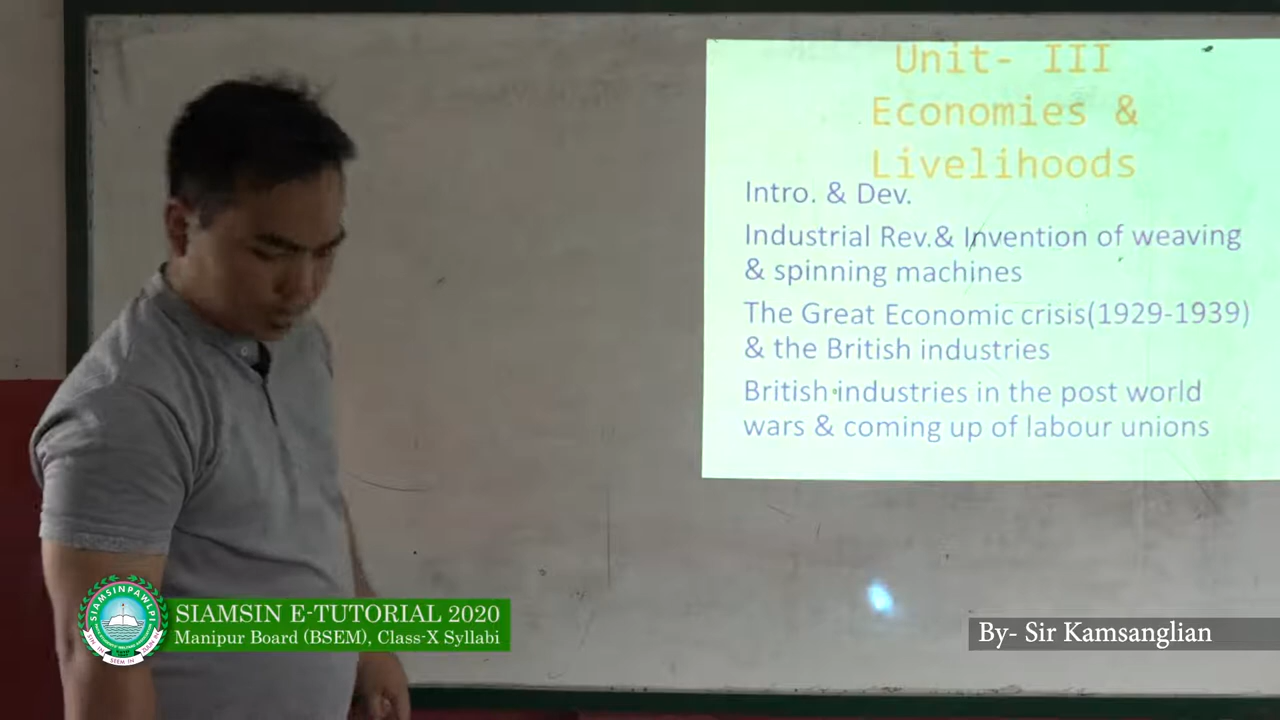 Unit- III
Economies &
Livelihoods
Intro. & Dev.
Industrial Rev.& Invention of weaving
& spinning machines
The Great Economic crisis(1929-1939)
& the British industries
British industries in the post world
wars & coming up of labour unions
SIAMSINPAWLPI
SIAMSIN E-TUTORIAL 2020
Manipur Board (BSEM), Class-X Syllabi
By- Sir Kamsanglian